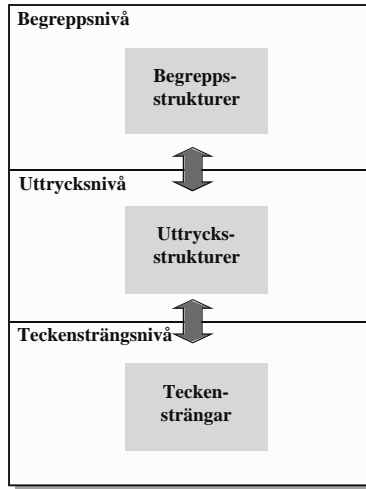 Begreppsnivå
Begrepps-
strukturer
Uttrycksnivå
Uttrycks-
strukturer
Teckensträngsnivå
Tecken-
strängar